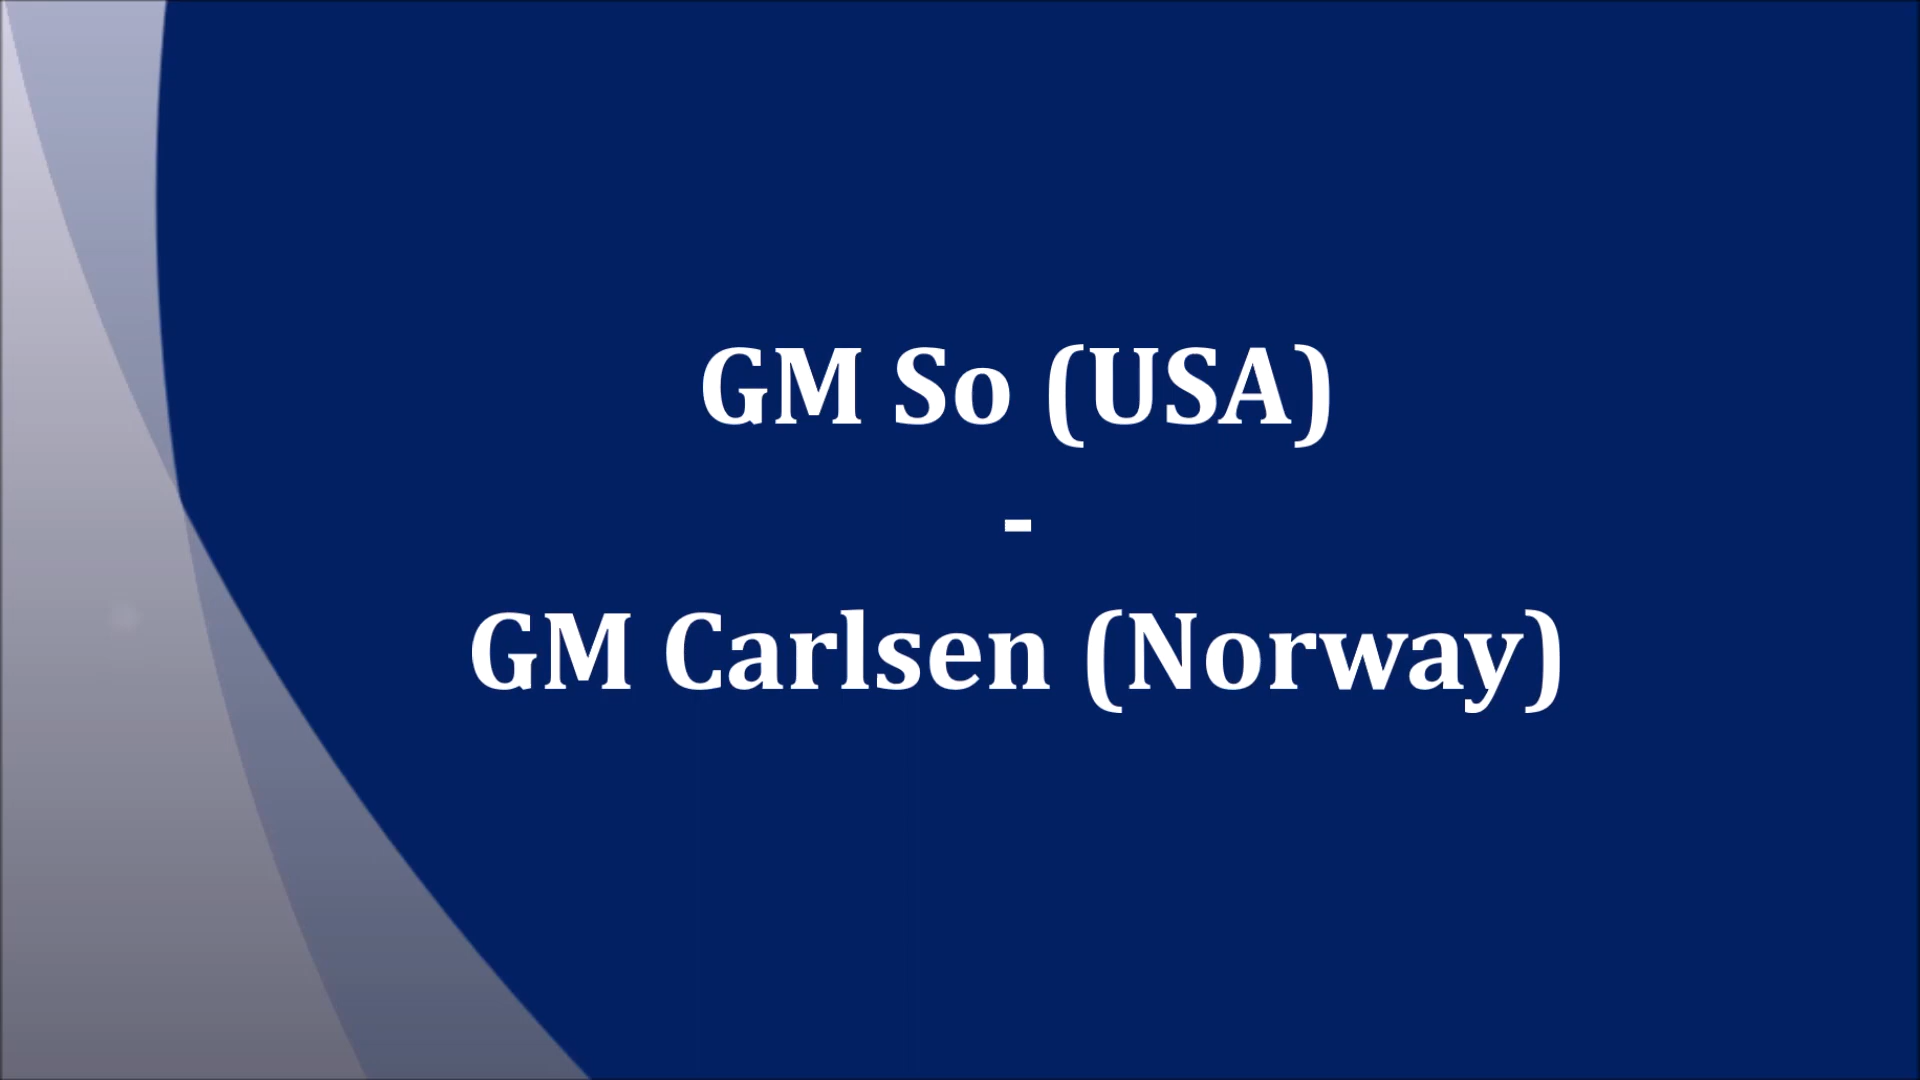 GM So (USA)
-
GM Carlsen (Norway)